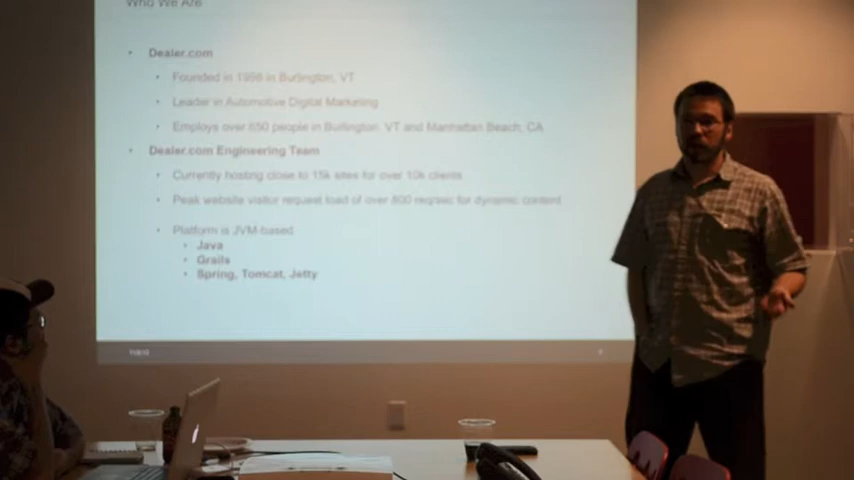 Who We Are
Dealer.com
Founded in 1998 in Burlington, VT
Leader in Automotive Digital Marketing
Employs over 650 people in Burlington, VT and Manhattan Beach, CA
Dealer.com Engineering Team
Currently hosting close to 15k sites for over 10k clients
Peak website visitor request load of over 800 req/sec for dynamic content
Platform is JVM-based
Java
Grails
Spring, Tomcat, Jetty